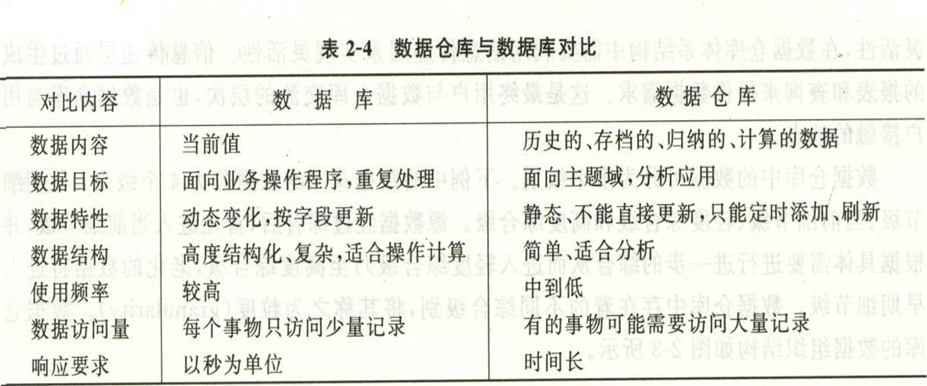 表 2-4 数据仓库与数据库对比
对比内容 数据库 数据仓库
数据内容 当前值 历史的、存档的、归纳的、计算的数据
数据目标 面向业务操作程序,重复处理 面向主题域,分析应用
数据特性 动态变化,按字段更新 静态、不能直接更新,只能定时添加、刷新
数据结构 高度结构化,复杂,适合操作计算 简单、适合分析
使用频率 较高 中到低
数据访问量 每个事物只访问少量记录 有的事物可能需要访问大量记录
响应要求 以秒为单位 时间长